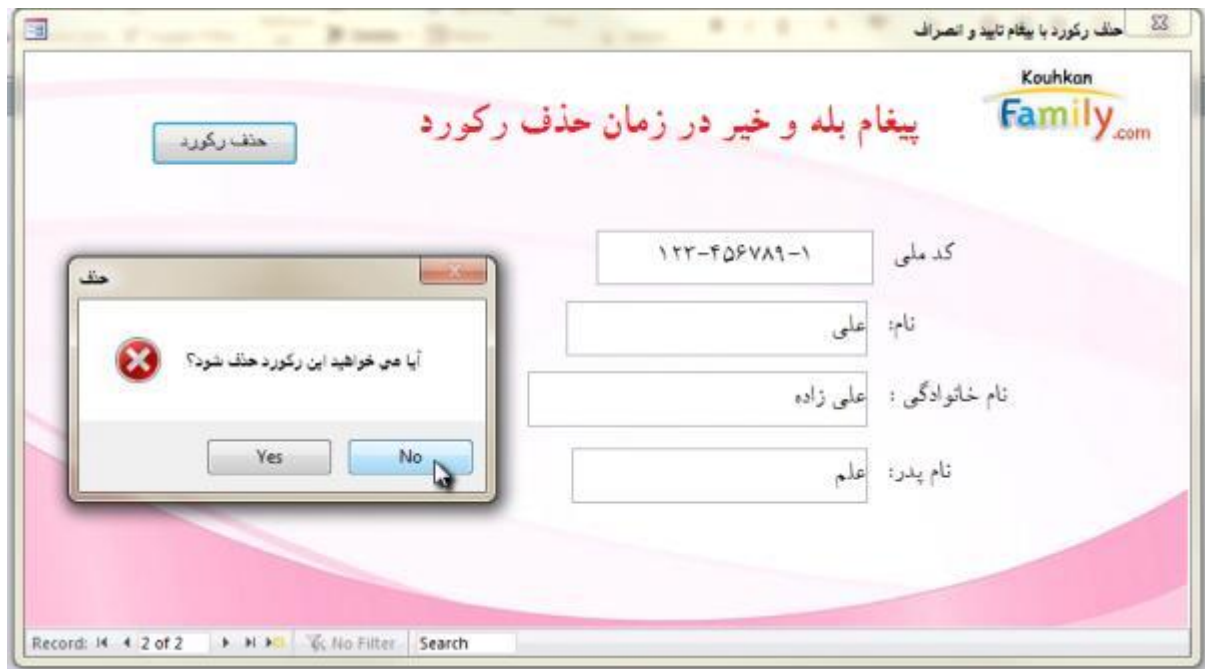 حذف رکورد با پیغام تایید و انصراف
Kouhkan
Family.com
پیغام بله و خیر در زمان حذف رکورد
حذف رکورد
کد ملی
۱۲۳-۴۵۶۷۸۹-۱
نام:
علی
نام خانوادگی :
علی زاده
نام پدر:
علم
حذف
آیا می خواهید این رکورد حذف شود؟
Yes
No
Record: 2 of 2 No Filter Search